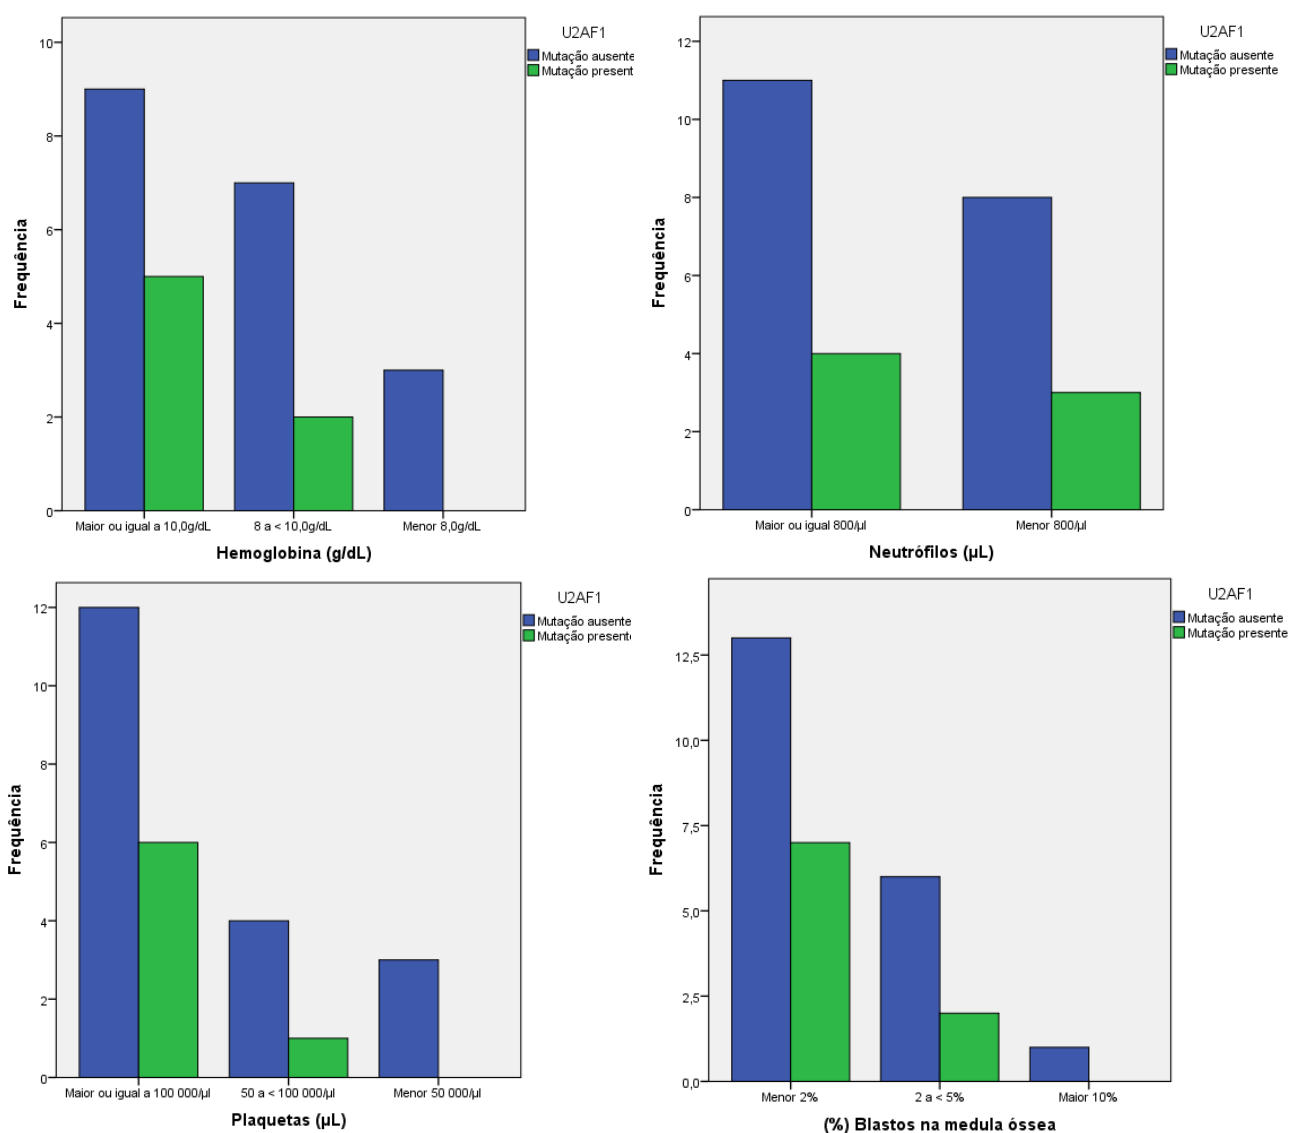 U2AF1
Mutação ausente
Mutação present
10
8
6
4
2
0
Frequência
Maior ou igual a 10,0g/dL 8 a < 10,0g/dL Menor 8,0g/dL
Hemoglobina (g/dL)
U2AF1
Mutação ausente
Mutação presente
12
10
8
6
4
2
0
Frequência
Maior ou igual 800/µl Menor 800/µl
Neutrófilos (µL)
U2AF1
Mutação ausente
Mutação present
12
10
8
6
4
2
0
Frequência
Maior ou igual a 100 000/µl 50 a < 100 000/µl Menor 50 000/µl
Plaquetas (µL)
U2AF1
Mutação ausente
Mutação presente
12,5
10,0
7,5
5,0
2,5
0,0
Frequência
Menor 2% 2 a < 5% Maior 10%
(%) Blastos na medula óssea